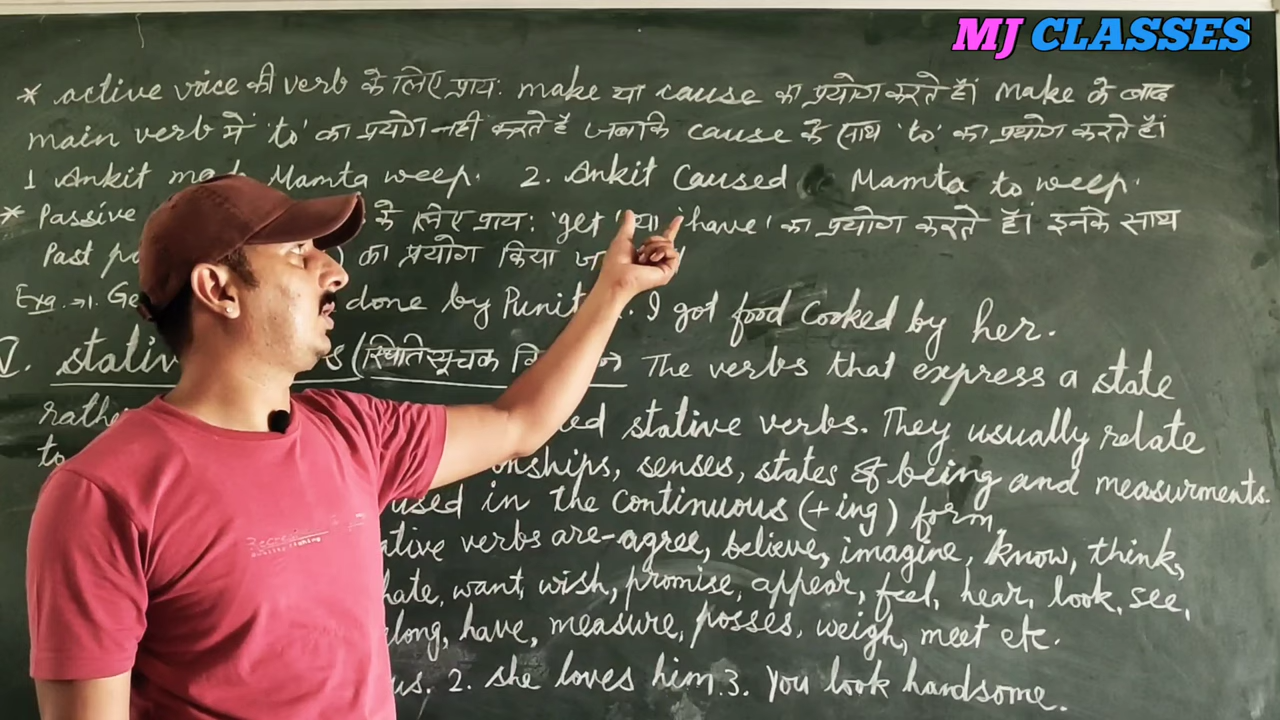 MJ CLASSES
* active voice की verb के लिए प्राय: make या cause का प्रयोग करते हैं। make के बाद
main verb में 'to' का प्रयोग नही करते है जबकि cause के साथ 'to' का प्रयोग करते है।
1 Ankit made Mamta weep. 2. Ankit Caused Mamta to weep.
* Passive के लिए प्राय: 'get' या 'have' का प्रयोग करते हैं। इनके साथ
Past का प्रयोग किया
Exa. → 1. done by I got food cooked by her.
V. (स्थितिसूचक The verbs that express a state
stative verbs. They usually relate
to senses, states of being and measurments.
used in the continuous (+ing) form.
verbs are-agree, believe, imagine, know, think,
hate, want, wish, promise, appear, feel, hear, look, see,
have, measure, posses, weigh, meet etc.
us. 2. she loves him. 3. You look handsome.